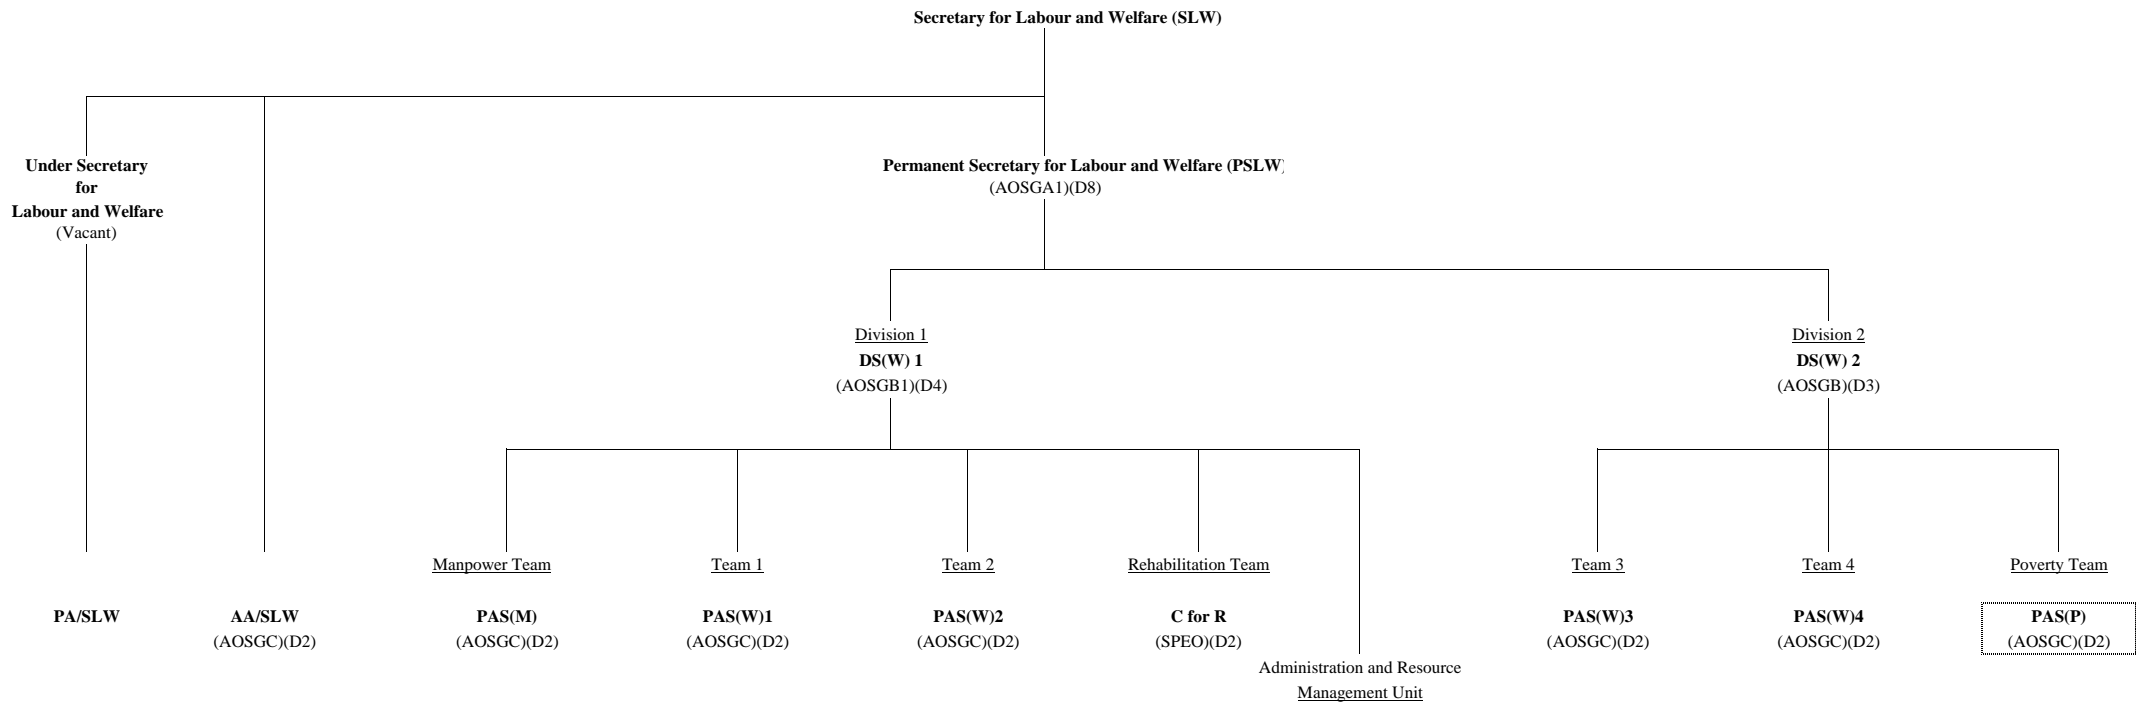 Secretary for Labour and Welfare (SLW)
Under Secretary
for
Labour and Welfare
(Vacant)
Permanent Secretary for Labour and Welfare (PSLW)
(AOSGA1)(D8)
Division 1
DS(W) 1
(AOSGB1)(D4)
Division 2
DS(W) 2
(AOSGB)(D3)
PA/SLW
AA/SLW
(AOSGC)(D2)
Manpower Team
PAS(M)
(AOSGC)(D2)
Team 1
PAS(W)1
(AOSGC)(D2)
Team 2
PAS(W)2
(AOSGC)(D2)
Rehabilitation Team
C for R
(SPEO)(D2)
Administration and Resource
Management Unit
Team 3
PAS(W)3
(AOSGC)(D2)
Team 4
PAS(W)4
(AOSGC)(D2)
Poverty Team
PAS(P)
(AOSGC)(D2)